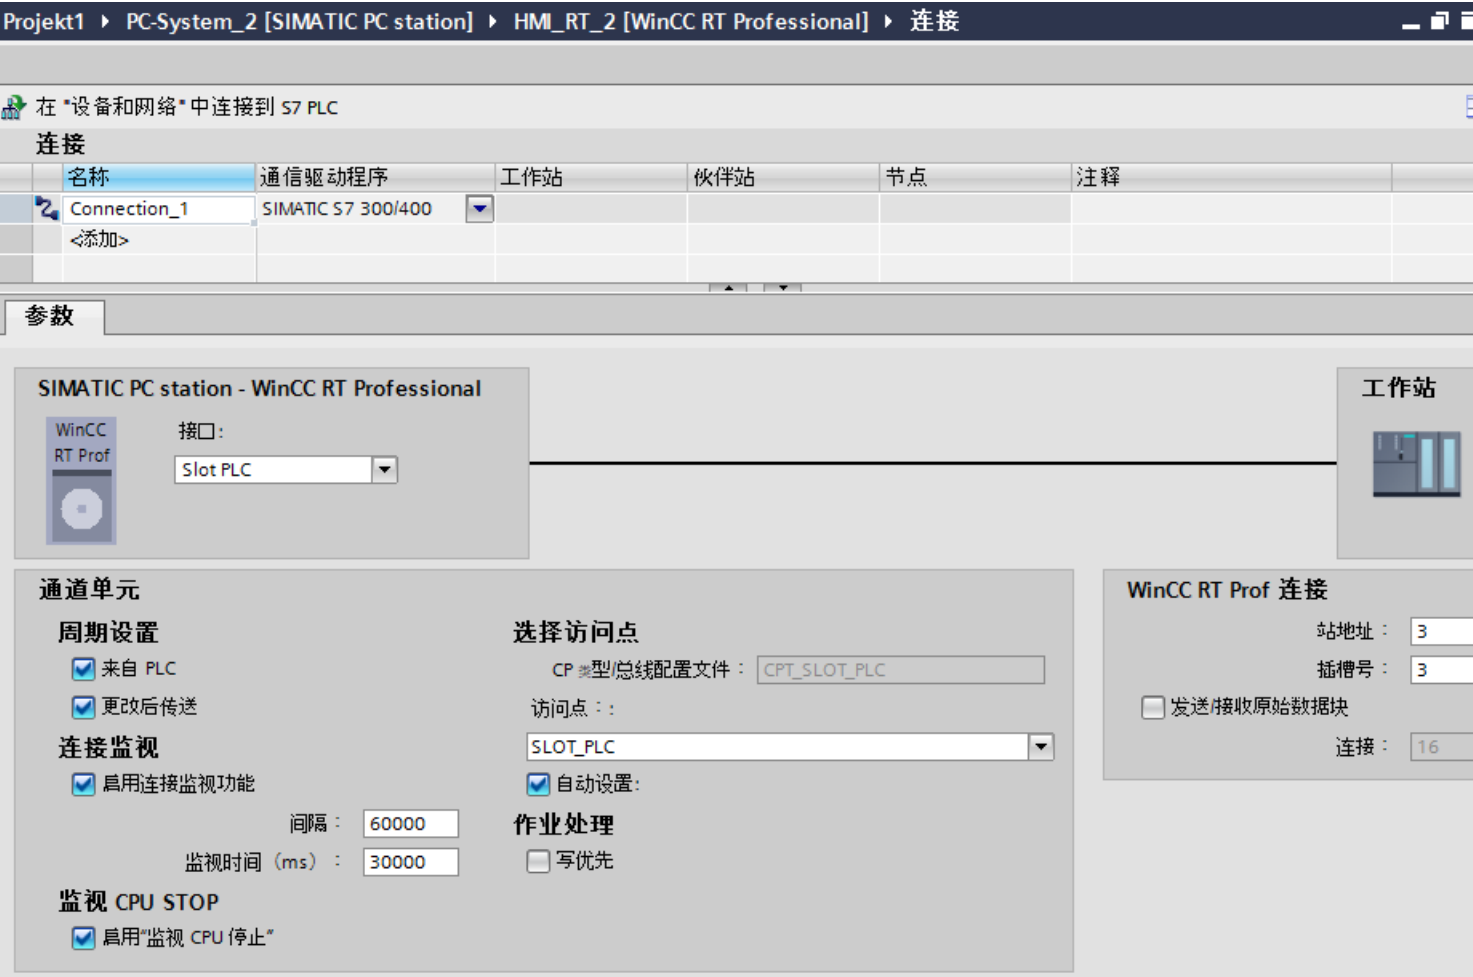 Projekt1 ▸ PC-System_2 [SIMATIC PC station] ▸ HMI_RT_2 [WinCC RT Professional] ▸ 连接
在 "设备和网络" 中连接到 S7 PLC
连接
名称 通信驱动程序 工作站 伙伴站 节点 注释
Connection_1 SIMATIC S7 300/400
<添加>
参数
SIMATIC PC station - WinCC RT Professional
工作站
WinCC
RT Prof
接口:
Slot PLC
通道单元
周期设置
来自 PLC
更改后传送
连接监视
启用连接监视功能
间隔： 60000
监视时间（ms）： 30000
监视 CPU STOP
启用“监视 CPU 停止”
选择访问点
CP 类型/总线配置文件： CPT_SLOT_PLC
访问点：:
SLOT_PLC
自动设置:
作业处理
写优先
WinCC RT Prof 连接
站地址： 3
插槽号： 3
发送/接收原始数据块
连接： 16